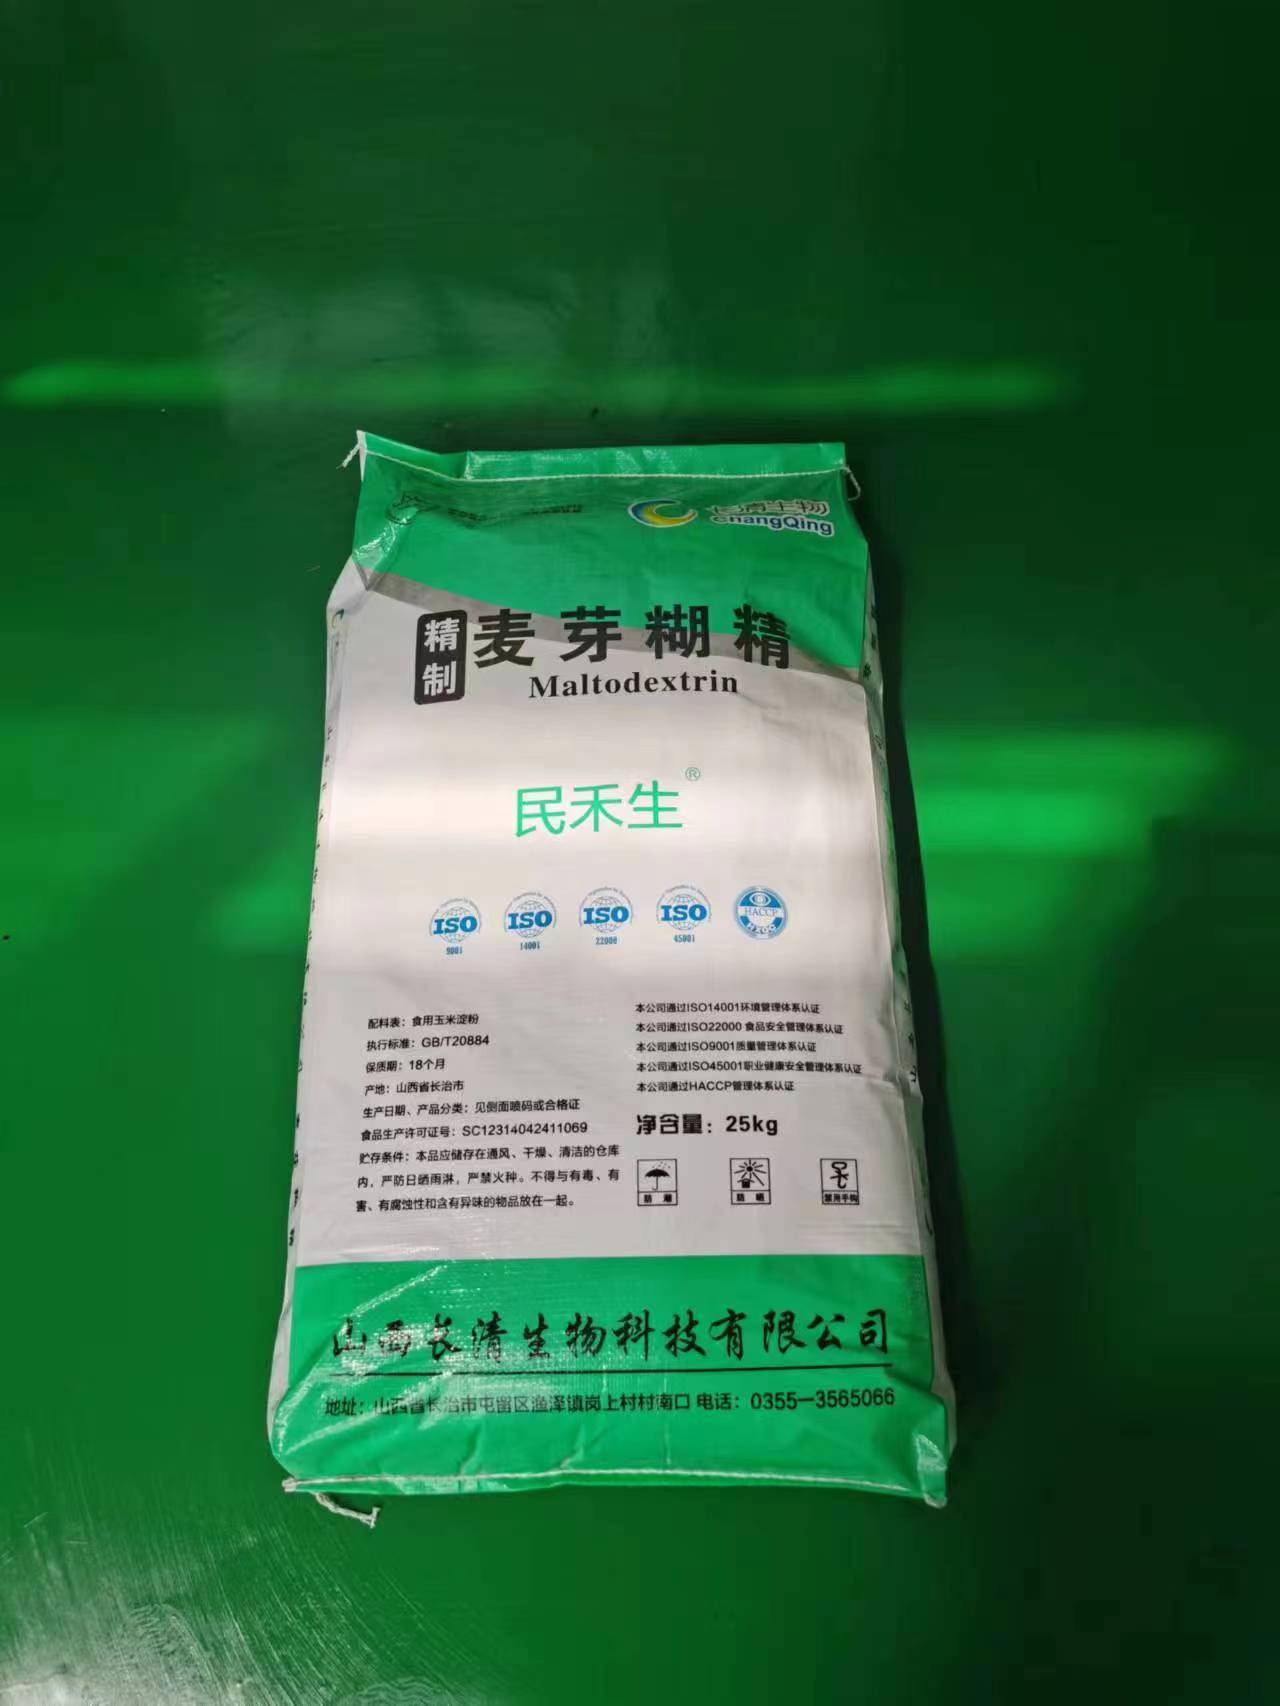 长清生物
ChangQing
精制
麦芽糊精
Maltodextrin
民禾生®
ISO
9001
ISO
14001
ISO
22000
ISO
45001
HACCP
配料表：食用玉米淀粉
执行标准：GB/T20884
保质期：18个月
产地：山西省长治市
生产日期、产品分类：见侧面喷码或合格证
食品生产许可证号：SC12314042411069
贮存条件：本品应储存在通风、干燥、清洁的仓库
内，严防日晒雨淋，严禁火种。不得与有毒、有
害、有腐蚀性和含有异味的物品放在一起。
本公司通过ISO14001环境管理体系认证
本公司通过ISO22000 食品安全管理体系认证
本公司通过ISO9001质量管理体系认证
本公司通过ISO45001职业健康安全管理体系认证
本公司通过HACCP管理体系认证
净含量：25kg
防潮
防晒
禁用手钩
山西长清生物科技有限公司
地址：山西省长治市屯留区渔泽镇岗上村村南口 电话：0355-3565066